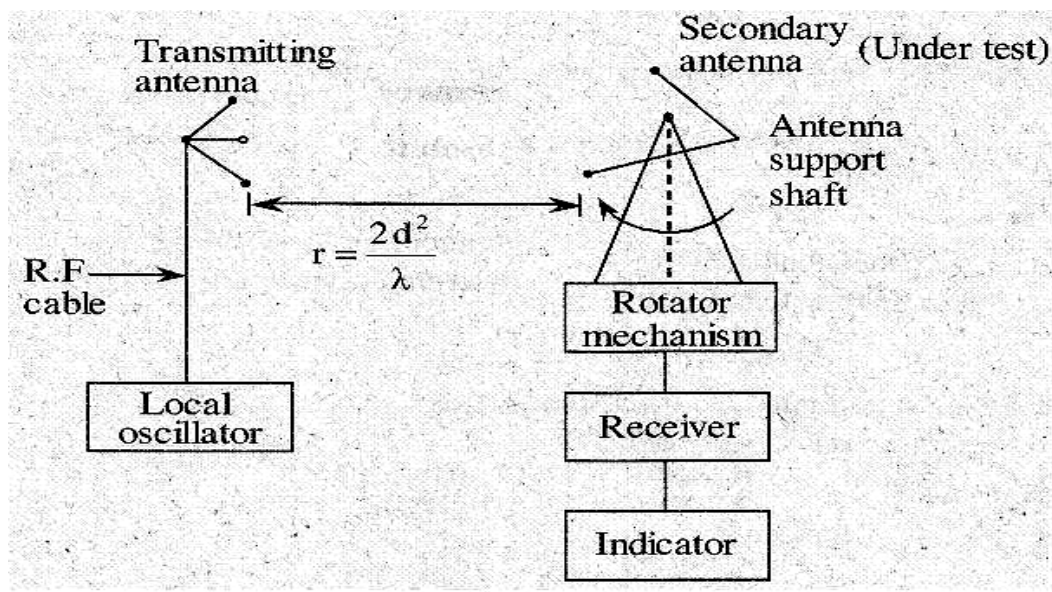 Transmitting
antenna
Secondary
antenna (Under test)
Antenna
support
shaft
r = 2d²/λ
R.F
cable
Rotator
mechanism
Local
oscillator
Receiver
Indicator